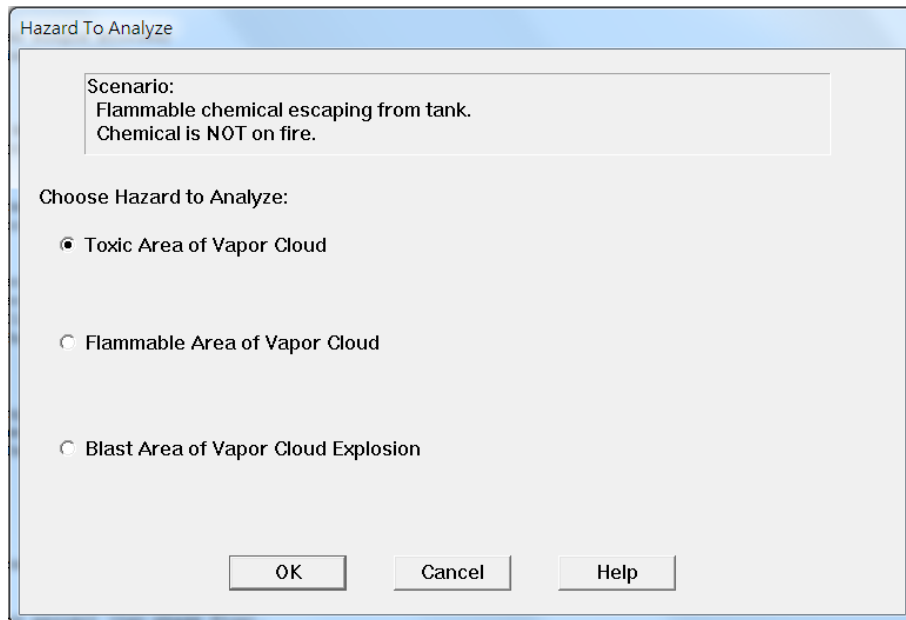 Hazard To Analyze
Scenario:
Flammable chemical escaping from tank.
Chemical is NOT on fire.
Choose Hazard to Analyze:
Toxic Area of Vapor Cloud
Flammable Area of Vapor Cloud
Blast Area of Vapor Cloud Explosion
OK Cancel Help